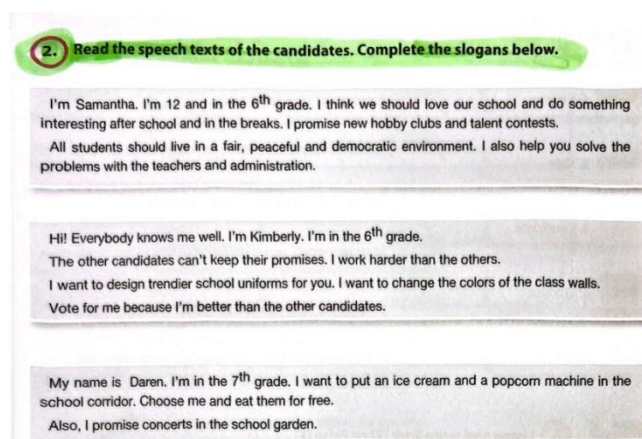 2. Read the speech texts of the candidates. Complete the slogans below.
I'm Samantha. I'm 12 and in the 6th grade. I think we should love our school and do something
interesting after school and in the breaks. I promise new hobby clubs and talent contests.
All students should live in a fair, peaceful and democratic environment. I also help you solve the
problems with the teachers and administration.
Hi! Everybody knows me well. I'm Kimberly. I'm in the 6th grade.
The other candidates can't keep their promises. I work harder than the others.
I want to design trendier school uniforms for you. I want to change the colors of the class walls.
Vote for me because I'm better than the other candidates.
My name is Daren. I'm in the 7th grade. I want to put an ice cream and a popcorn machine in the
school corridor. Choose me and eat them for free.
Also, I promise concerts in the school garden.